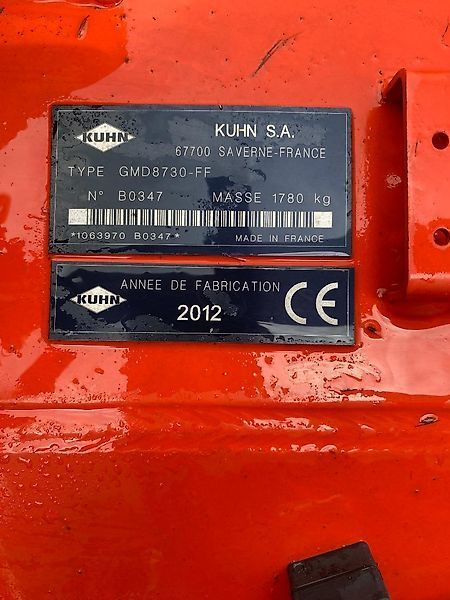 KUHN
KUHN S.A.
67700 SAVERNE-FRANCE
TYPE GMD8730-FF
N° B0347 MASSE 1780 kg
*1063970 B0347* MADE IN FRANCE
KUHN
ANNEE DE FABRICATION
2012
CE